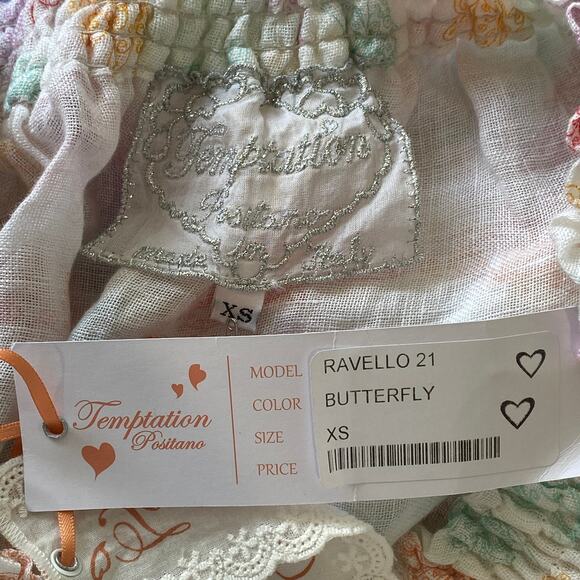 Temptation
Positano
Made in Italy
XS
Temptation
Positano
MODEL RAVELLO 21
COLOR BUTTERFLY
SIZE XS
PRICE